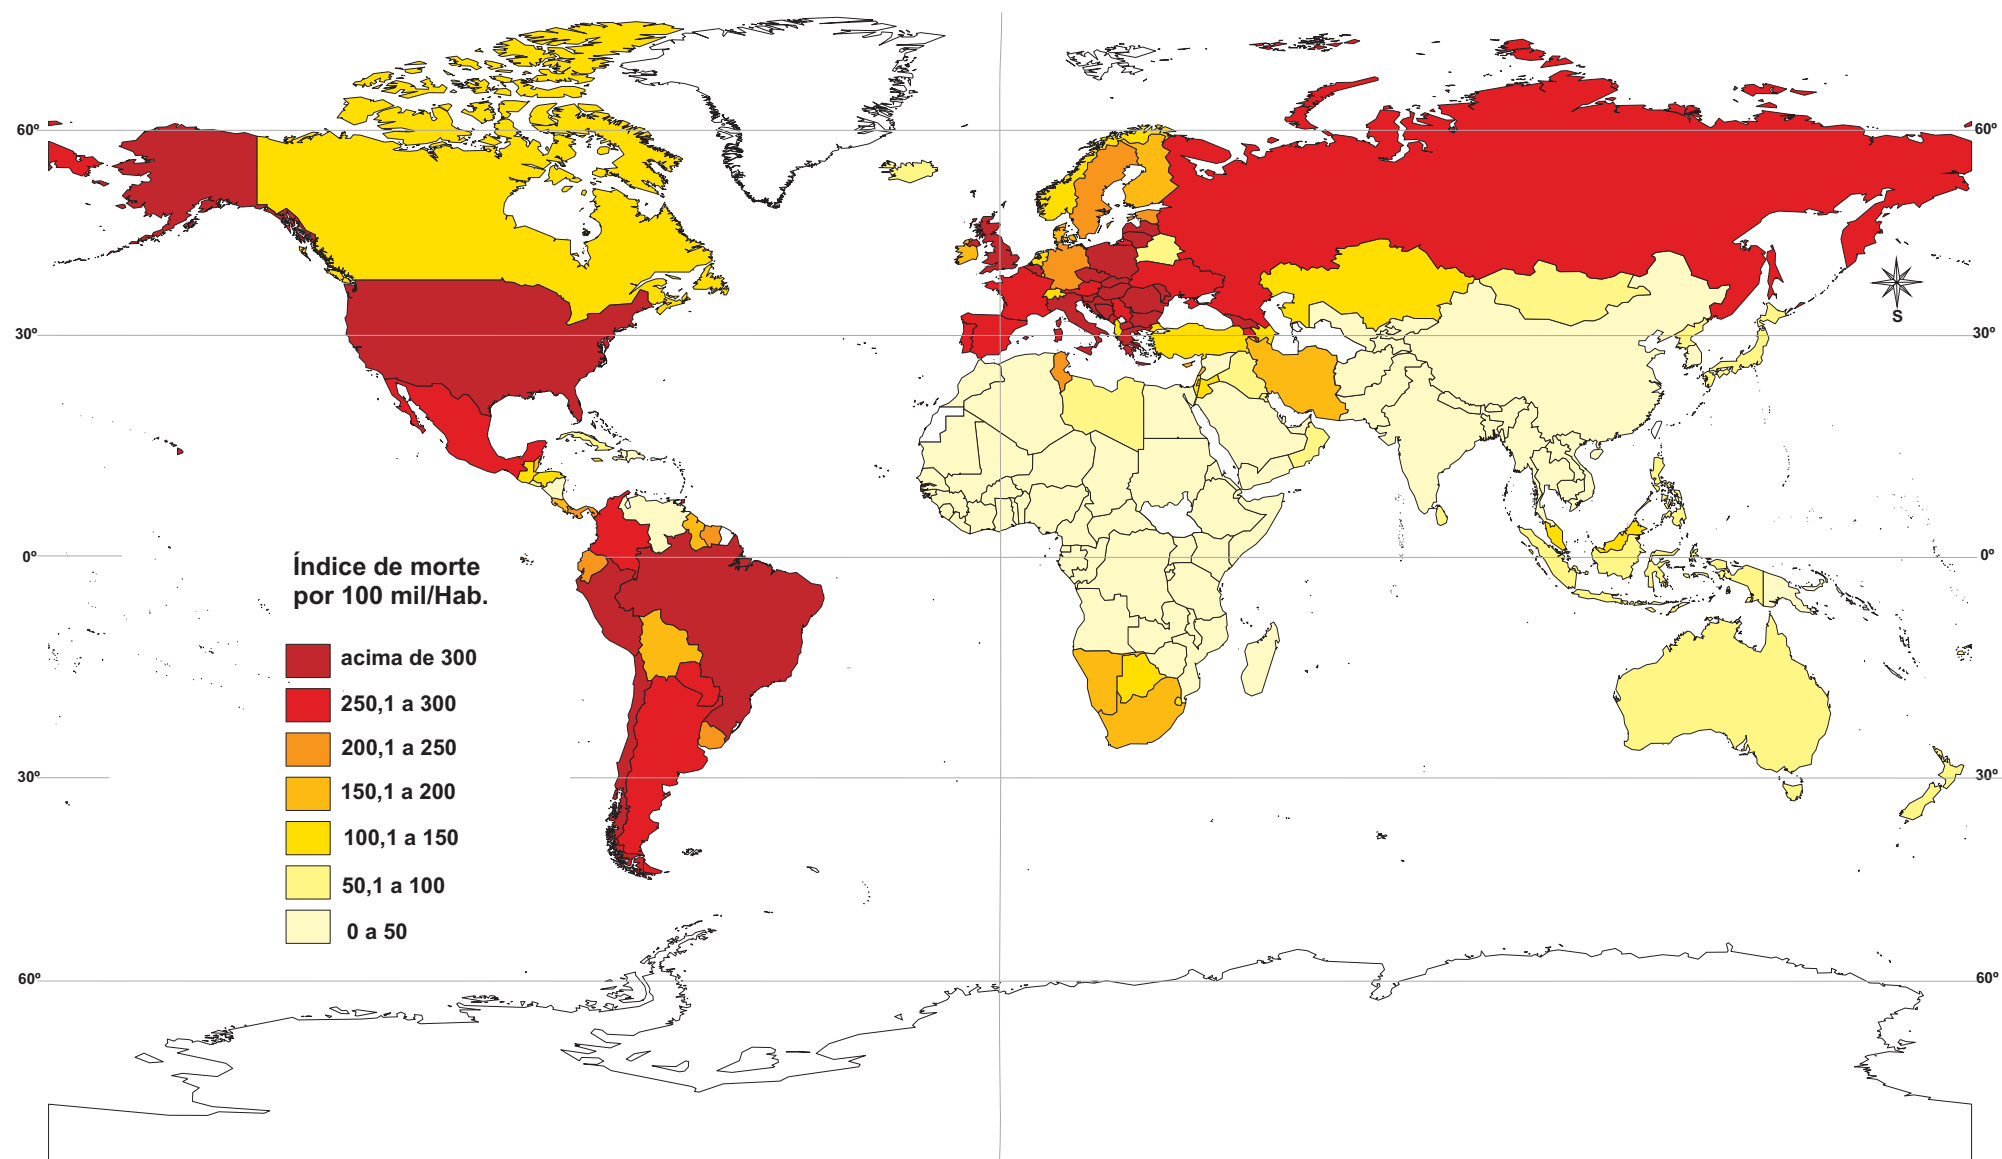 60º
60º
S
30º
30º
0º
0º
Índice de morte
por 100 mil/Hab.
acima de 300
250,1 a 300
200,1 a 250
150,1 a 200
100,1 a 150
50,1 a 100
0 a 50
30º
30º
60º
60º